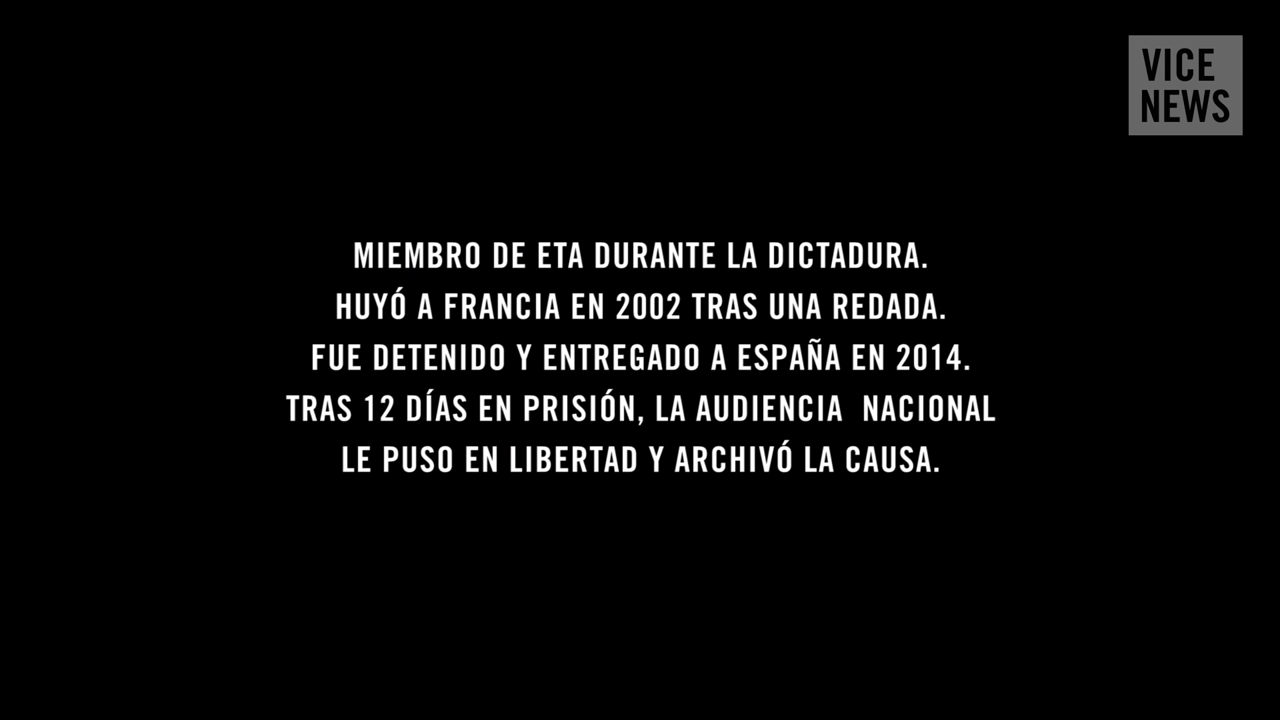 VICE
NEWS
MIEMBRO DE ETA DURANTE LA DICTADURA.
HUYÓ A FRANCIA EN 2002 TRAS UNA REDADA.
FUE DETENIDO Y ENTREGADO A ESPAÑA EN 2014.
TRAS 12 DÍAS EN PRISIÓN, LA AUDIENCIA  NACIONAL
LE PUSO EN LIBERTAD Y ARCHIVÓ LA CAUSA.